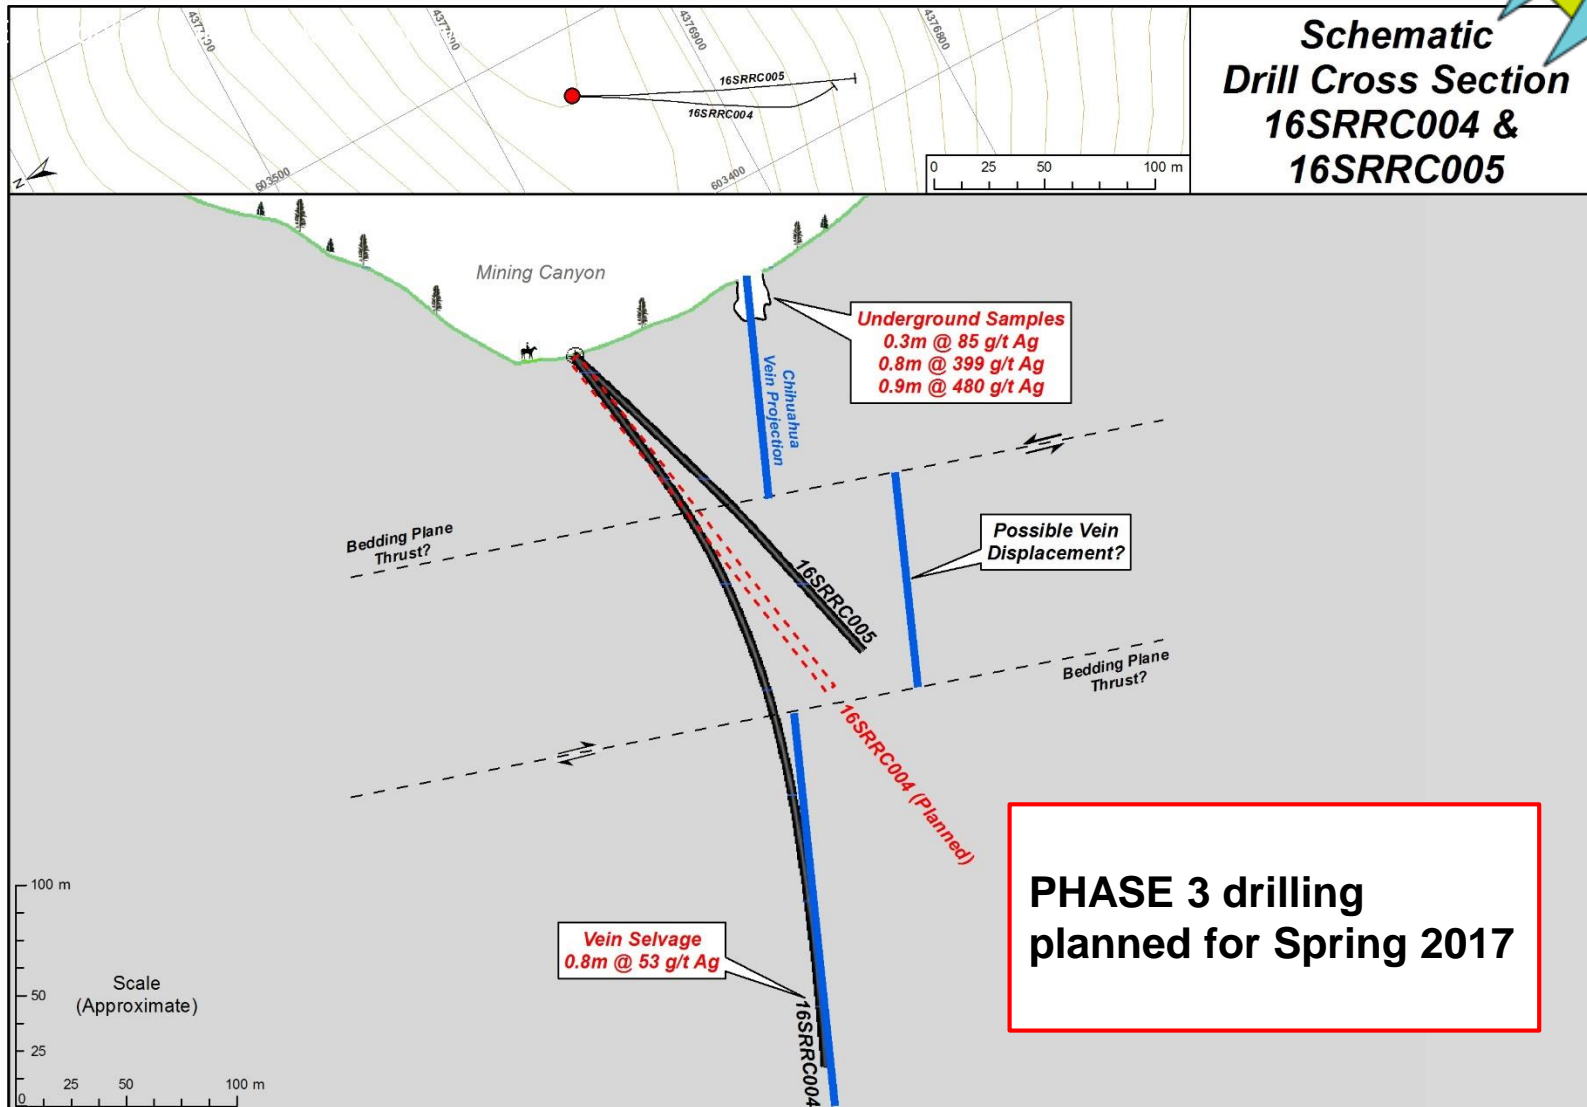 4376900
4376800
603500
603400
16SRRC005
16SRRC004
N
0 25 50 100 m
Schematic
Drill Cross Section
16SRRC004 &
16SRRC005
Mining Canyon
Underground Samples
0.3m @ 85 g/t Ag
0.8m @ 399 g/t Ag
0.9m @ 480 g/t Ag
Chihuahua
Vein Projection
Bedding Plane
Thrust?
Possible Vein
Displacement?
16SRRC005
Bedding Plane
Thrust?
16SRRC004 (Planned)
PHASE 3 drilling
planned for Spring 2017
Vein Selvage
0.8m @ 53 g/t Ag
16SRRC004
100 m
50
25
0
Scale
(Approximate)
25 50 100 m